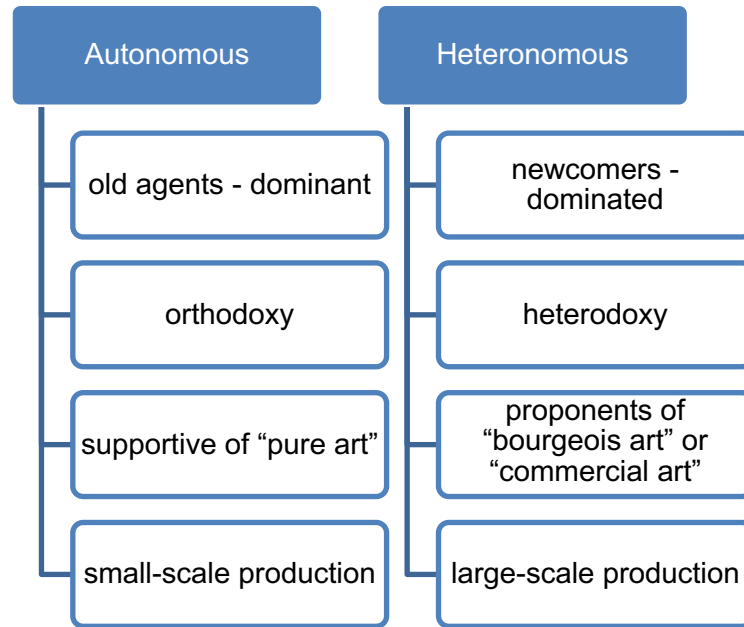 Autonomous
old agents - dominant
orthodoxy
supportive of “pure art”
small-scale production
Heteronomous
newcomers -
dominated
heterodoxy
proponents of
“bourgeois art” or
“commercial art”
large-scale production